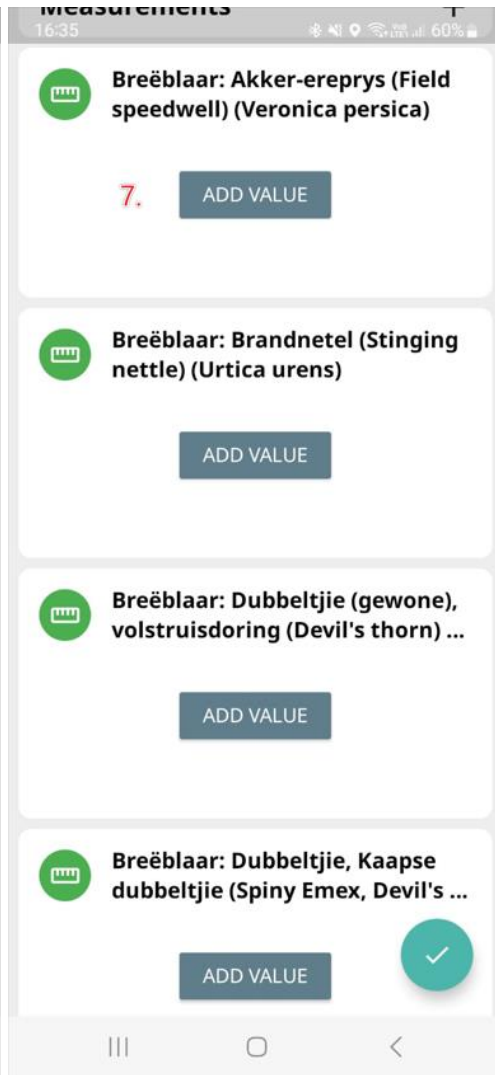 Measurements
16:35 60%
Breëblaar: Akker-ereprys (Field
speedwell) (Veronica persica)
7.
ADD VALUE
Breëblaar: Brandnetel (Stinging
nettle) (Urtica urens)
ADD VALUE
Breëblaar: Dubbeltjie (gewone),
volstruisdoring (Devil's thorn) ...
ADD VALUE
Breëblaar: Dubbeltjie, Kaapse
dubbeltjie (Spiny Emex, Devil's ...
ADD VALUE